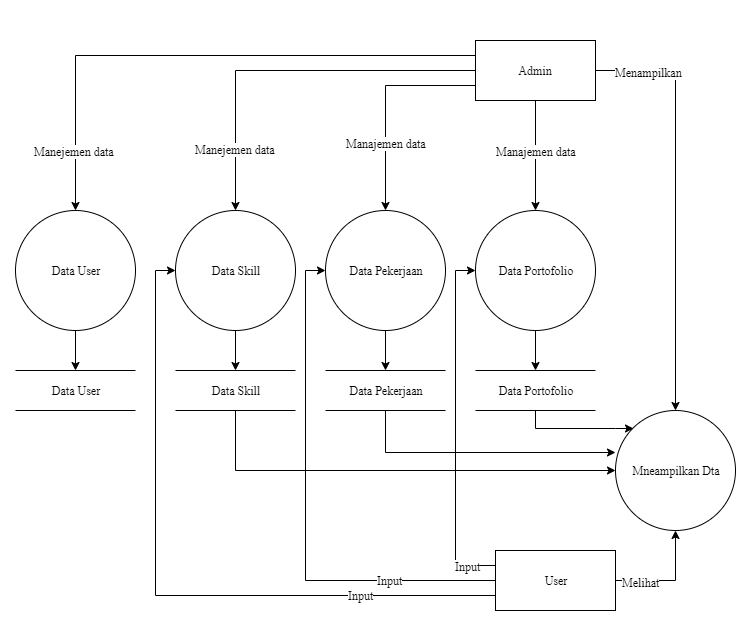 Admin
Menampilkan
Manejemen data
Manejemen data
Manajemen data
Manajemen data
Data User
Data Skill
Data Pekerjaan
Data Portofolio
Data User
Data Skill
Data Pekerjaan
Data Portofolio
Mneampilkan Dta
Input
Input
Input
User
Melihat